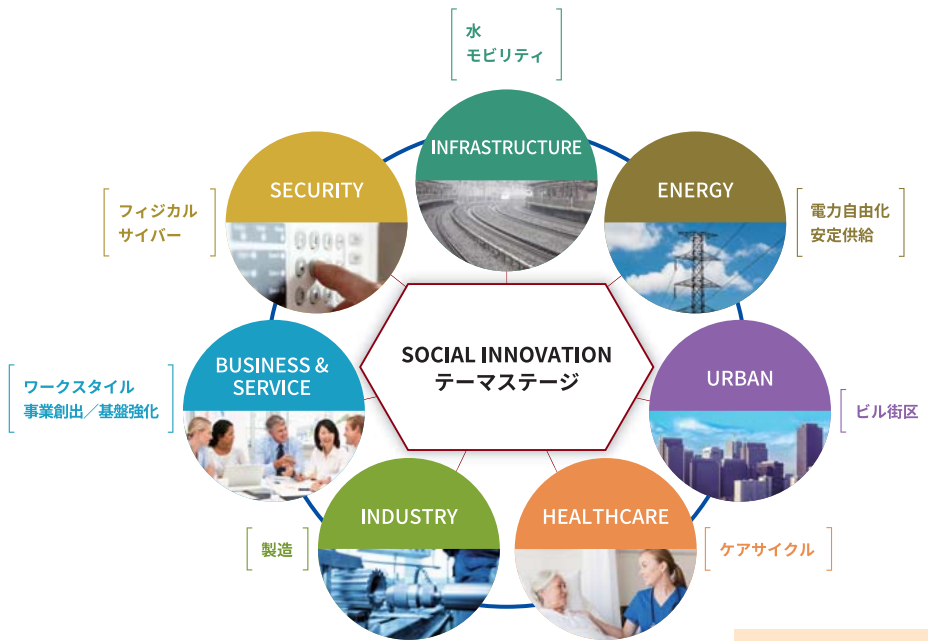 水
モビリティ
INFRASTRUCTURE
SECURITY
フィジカル
サイバー
ENERGY
電力自由化
安定供給
SOCIAL INNOVATION
テーマステージ
BUSINESS &
SERVICE
ワークスタイル
事業創出／基盤強化
URBAN
ビル街区
INDUSTRY
製造
HEALTHCARE
ケアサイクル